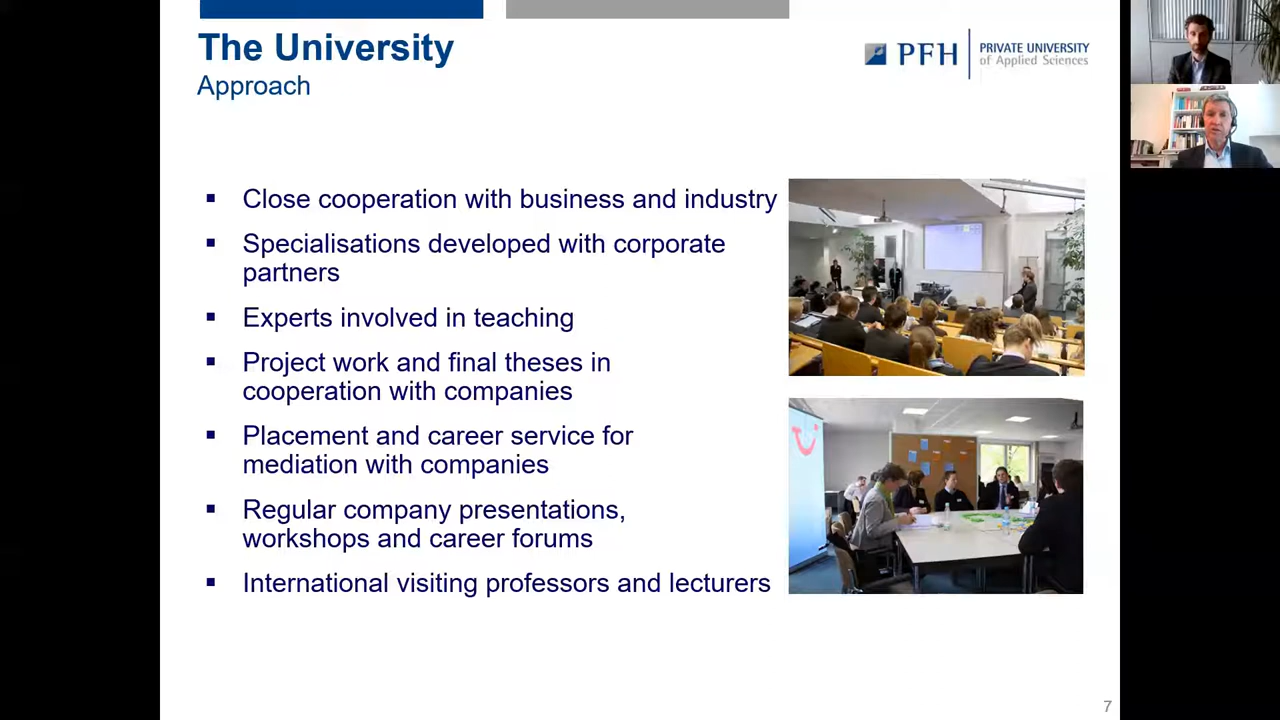 The University
Approach
PFH
PRIVATE UNIVERSITY
of Applied Sciences
▪ Close cooperation with business and industry
▪ Specialisations developed with corporate
partners
▪ Experts involved in teaching
▪ Project work and final theses in
cooperation with companies
▪ Placement and career service for
mediation with companies
▪ Regular company presentations,
workshops and career forums
▪ International visiting professors and lecturers
7